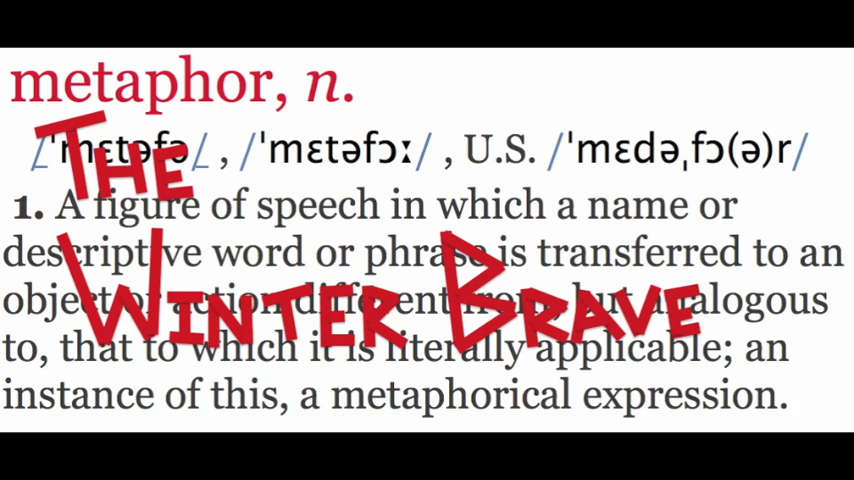 metaphor, n.
/ˈmɛtəfə/ , /ˈmɛtəfɔː/ , U.S. /ˈmɛdəˌfɔ(ə)r/
1. A figure of speech in which a name or
descriptive word or phrase is transferred to an
object or action different from, but analogous
to, that to which it is literally applicable; an
instance of this, a metaphorical expression.
THE
WINTER BRAVE